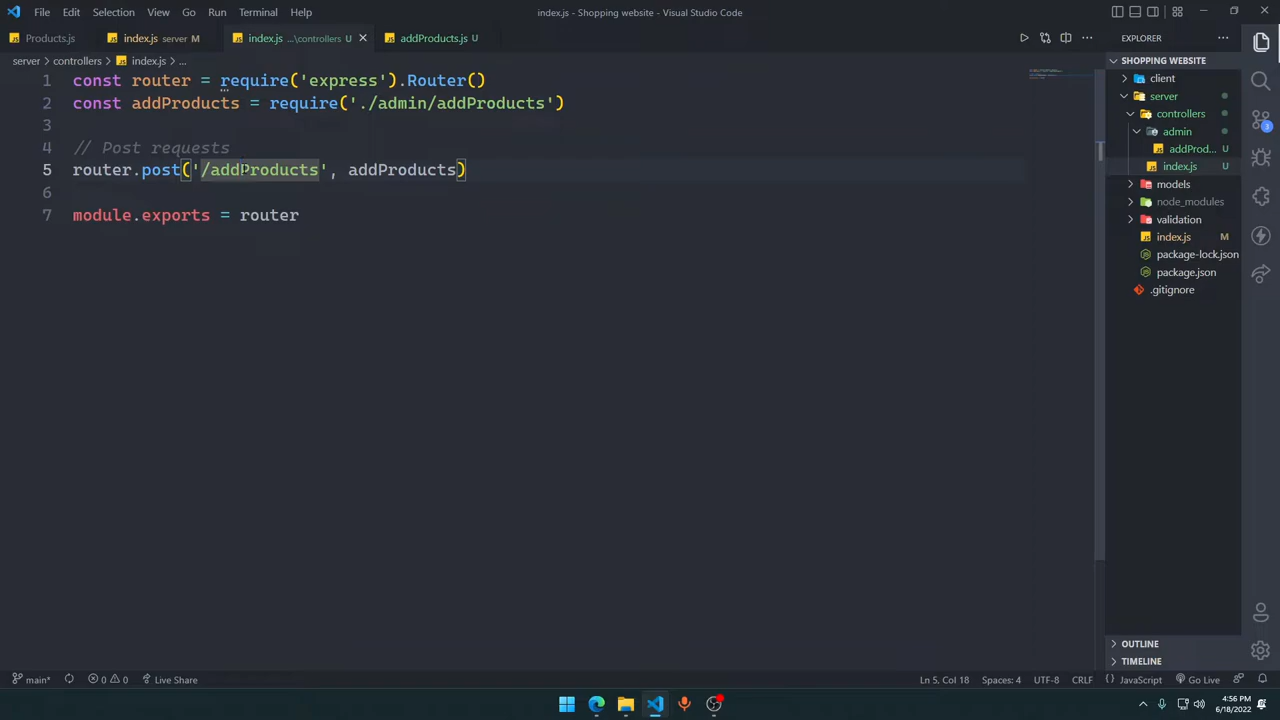 File Edit Selection View Go Run Terminal Help
index.js - Shopping website - Visual Studio Code
Products.js
index.js server M
index.js ...\controllers U
addProducts.js U
server > controllers > index.js > ...
1 const router = require('express').Router()
2 const addProducts = require('./admin/addProducts')
3
4 // Post requests
5 router.post('/addProducts', addProducts)
6
7 module.exports = router
EXPLORER
SHOPPING WEBSITE
client
server
controllers
admin
addProd... U
index.js U
models
node_modules
validation
index.js M
package-lock.json
package.json
.gitignore
OUTLINE
TIMELINE
3
main* 0 0 Live Share
Ln 5, Col 18 Spaces: 4 UTF-8 CRLF {} JavaScript Go Live
4:56 PM
6/18/2022